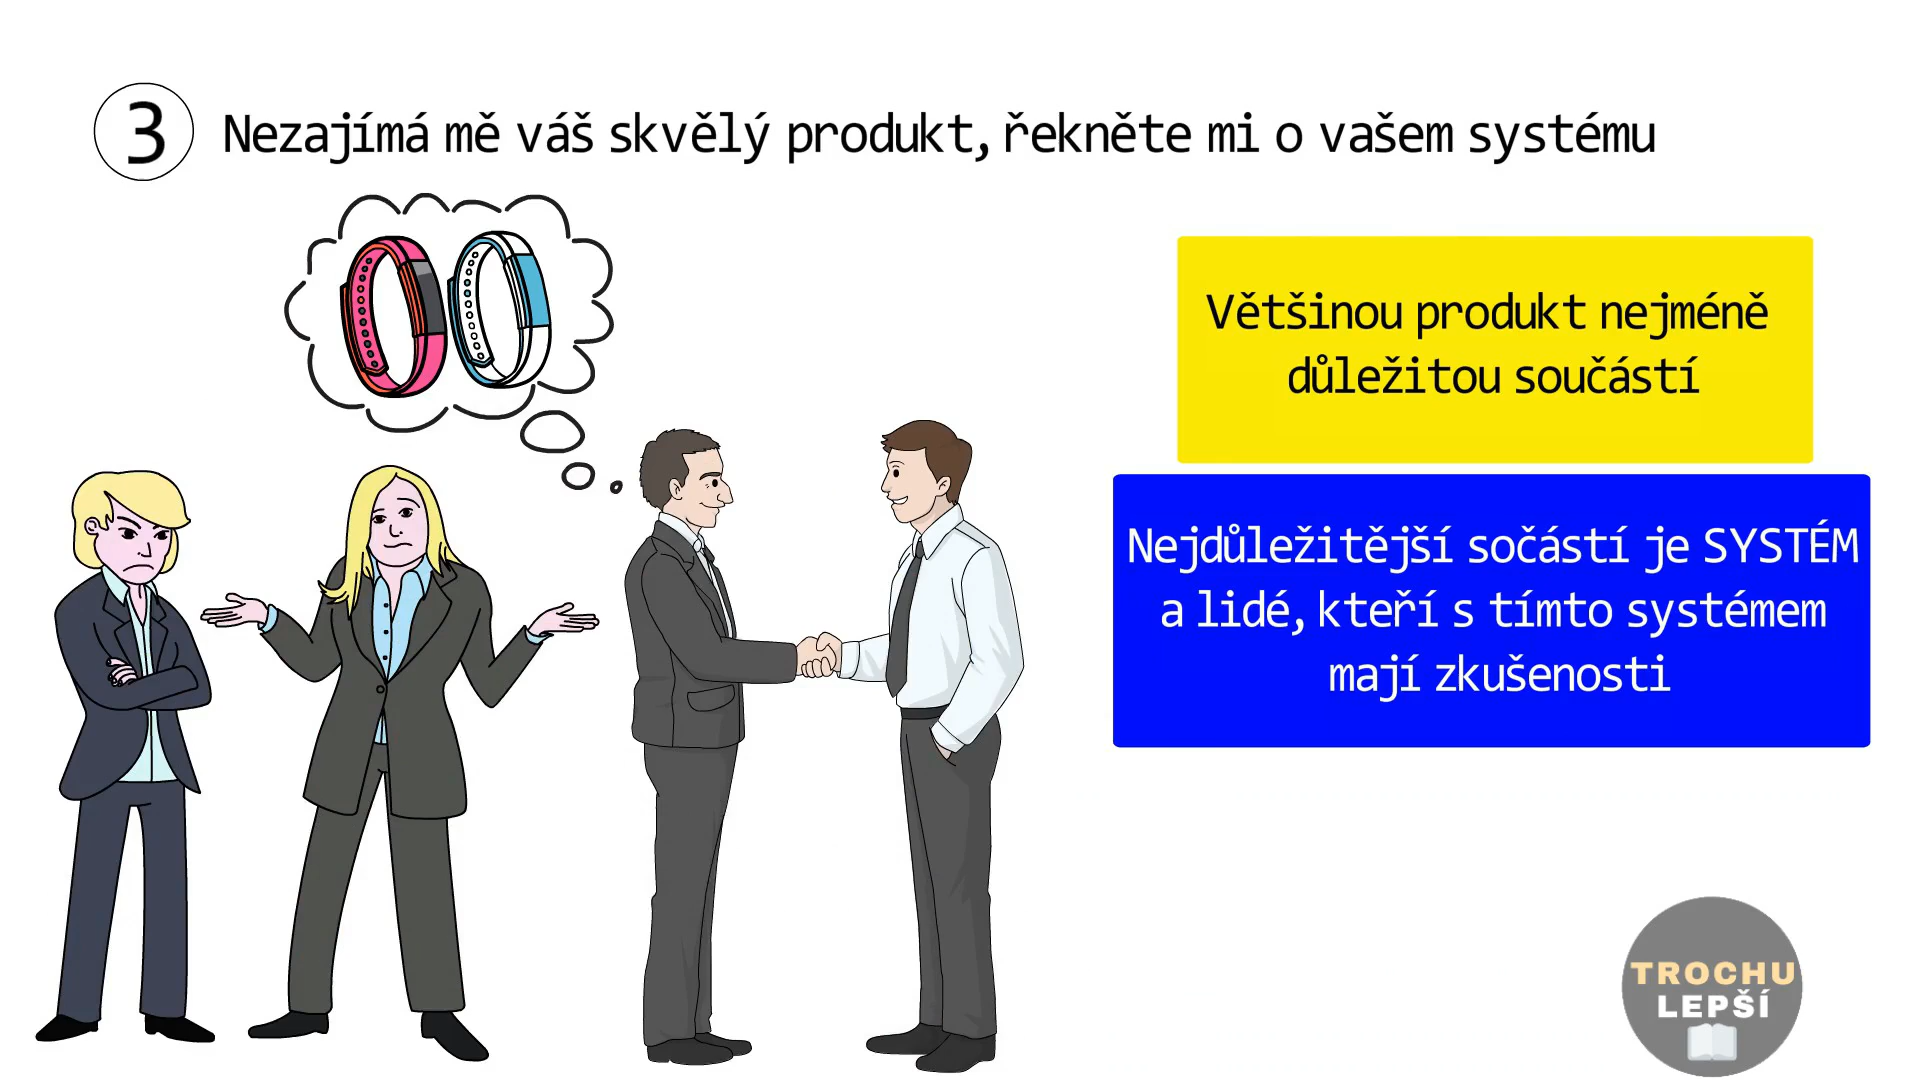 3
Nezajímá mě váš skvělý produkt, řekněte mi o vašem systému
Většinou produkt nejméně
důležitou součástí
Nejdůležitější sočástí je SYSTÉM
a lidé, kteří s tímto systémem
mají zkušenosti
TROCHU
LEPŠÍ